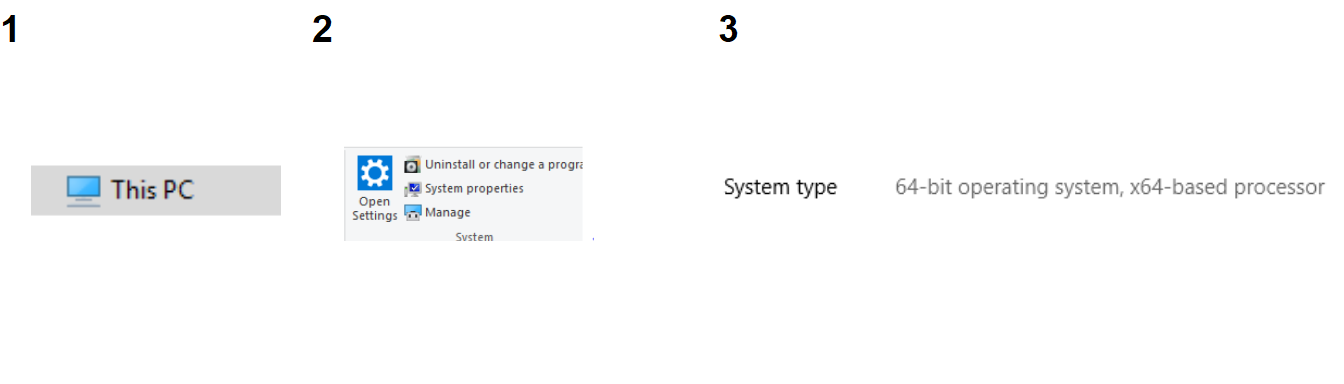 1
2
3
This PC
Open Settings
Uninstall or change a progra
System properties
Manage
System
System type 64-bit operating system, x64-based processor